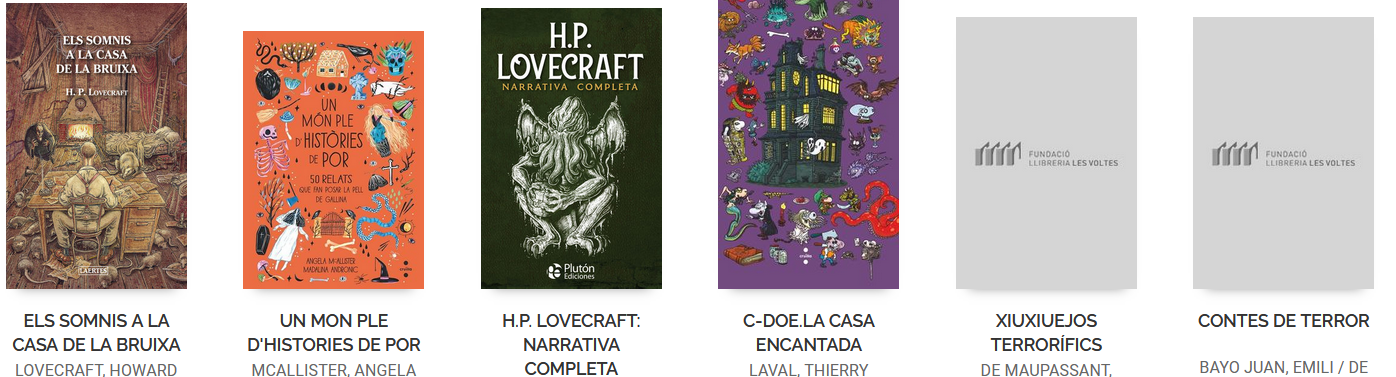 ELS SOMNIS
A LA CASA
DE LA BRUIXA
H. P. LOVECRAFT
LAERTES
UN
MÓN PLE
D'HISTÒRIES
DE POR
50 RELATS
QUE FAN POSAR LA PELL
DE GALLINA
ANGELA McALLISTER
MADALINA ANDRONIC
cruïlla
H.P.
LOVECRAFT
NARRATIVA COMPLETA
Plutón
Ediciones
cruïlla
FUNDACIÓ
LLIBRERIA LES VOLTES
FUNDACIÓ
LLIBRERIA LES VOLTES
ELS SOMNIS A LA
CASA DE LA BRUIXA
LOVECRAFT, HOWARD
UN MON PLE
D'HISTORIES DE POR
MCALLISTER, ANGELA
H.P. LOVECRAFT:
NARRATIVA
COMPLETA
C-DOE.LA CASA
ENCANTADA
LAVAL, THIERRY
XIUXIUEJOS
TERRORÍFICS
DE MAUPASSANT,
CONTES DE TERROR
BAYO JUAN, EMILI / DE